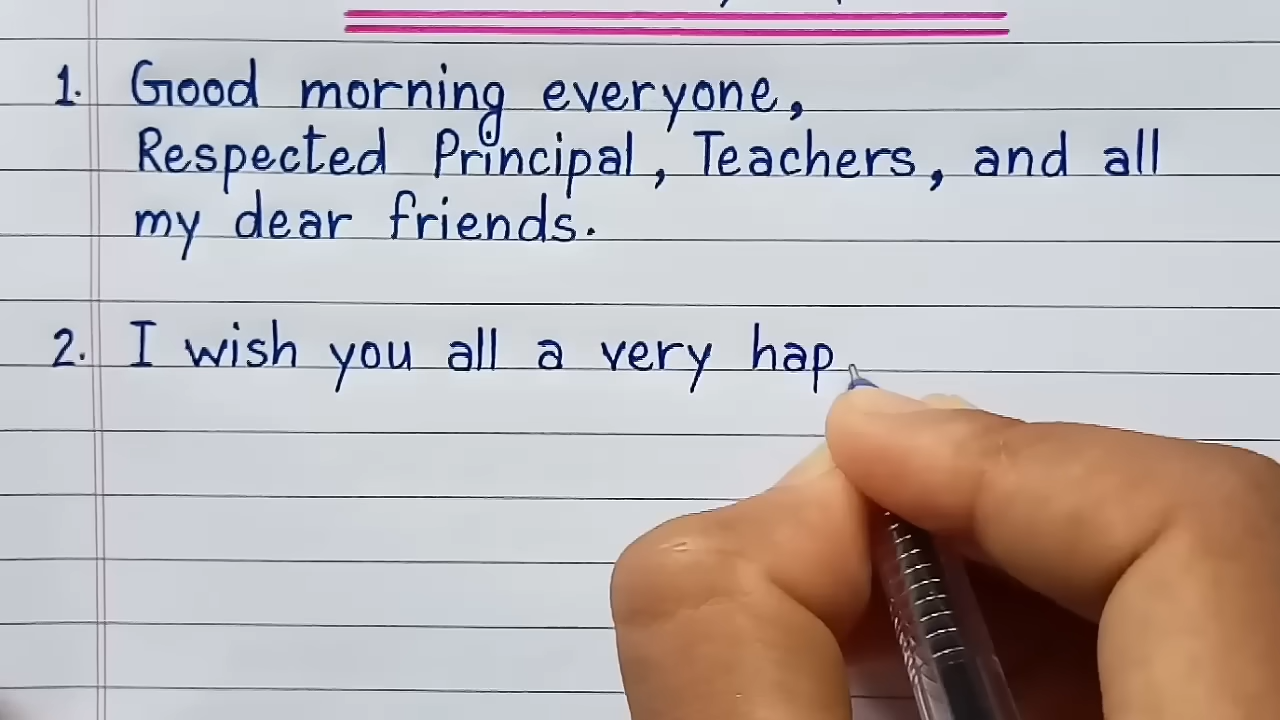 1. Good morning everyone,
Respected Principal, Teachers, and all
my dear friends.
2. I wish you all a very hap